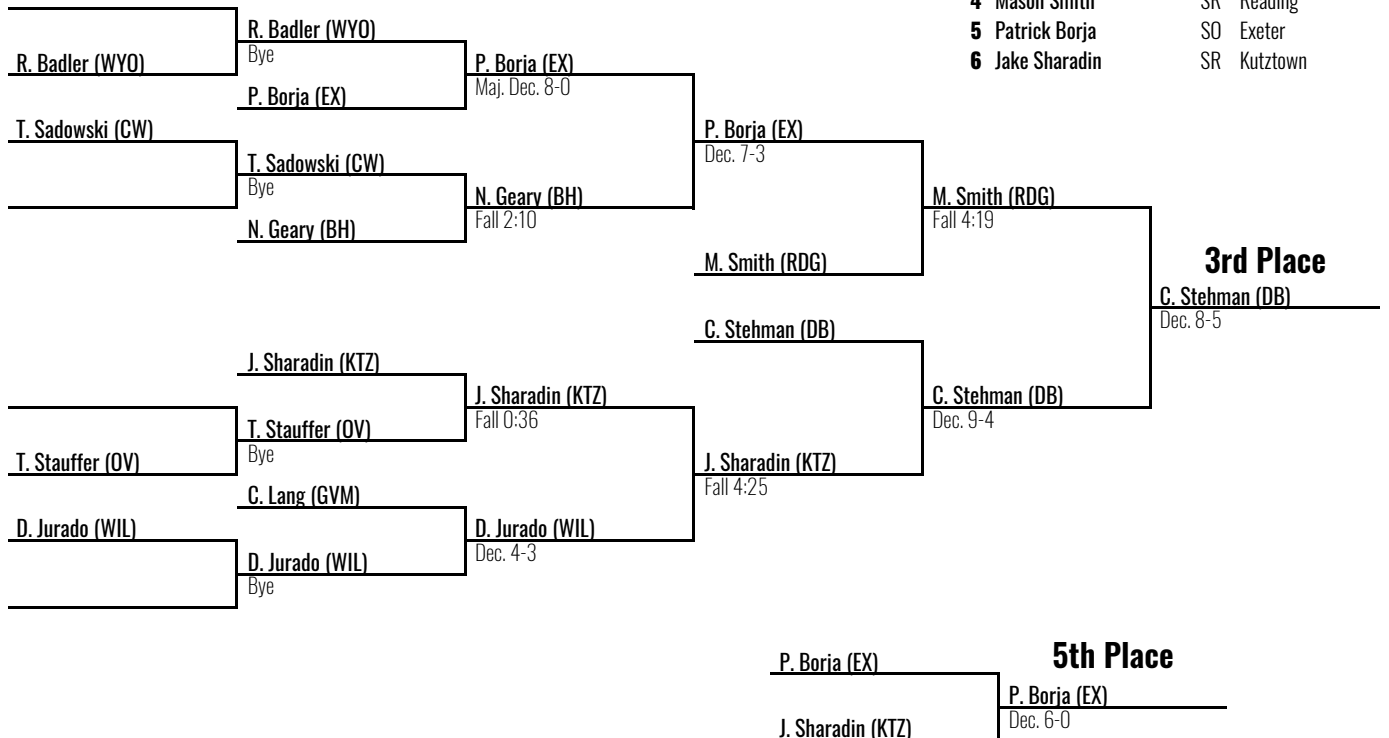 4 Mason Smith SR Reading
5 Patrick Borja SO Exeter
6 Jake Sharadin SR Kutztown
R. Badler (WYO)
R. Badler (WYO)
Bye
P. Borja (EX)
P. Borja (EX)
Maj. Dec. 8-0
T. Sadowski (CW)
T. Sadowski (CW)
Bye
N. Geary (BH)
N. Geary (BH)
Fall 2:10
P. Borja (EX)
Dec. 7-3
M. Smith (RDG)
M. Smith (RDG)
Fall 4:19
3rd Place
C. Stehman (DB)
Dec. 8-5
C. Stehman (DB)
C. Stehman (DB)
Dec. 9-4
J. Sharadin (KTZ)
J. Sharadin (KTZ)
Fall 0:36
T. Stauffer (OV)
Bye
T. Stauffer (OV)
J. Sharadin (KTZ)
Fall 4:25
C. Lang (GVM)
D. Jurado (WIL)
D. Jurado (WIL)
Dec. 4-3
D. Jurado (WIL)
Bye
5th Place
P. Borja (EX)
P. Borja (EX)
Dec. 6-0
J. Sharadin (KTZ)